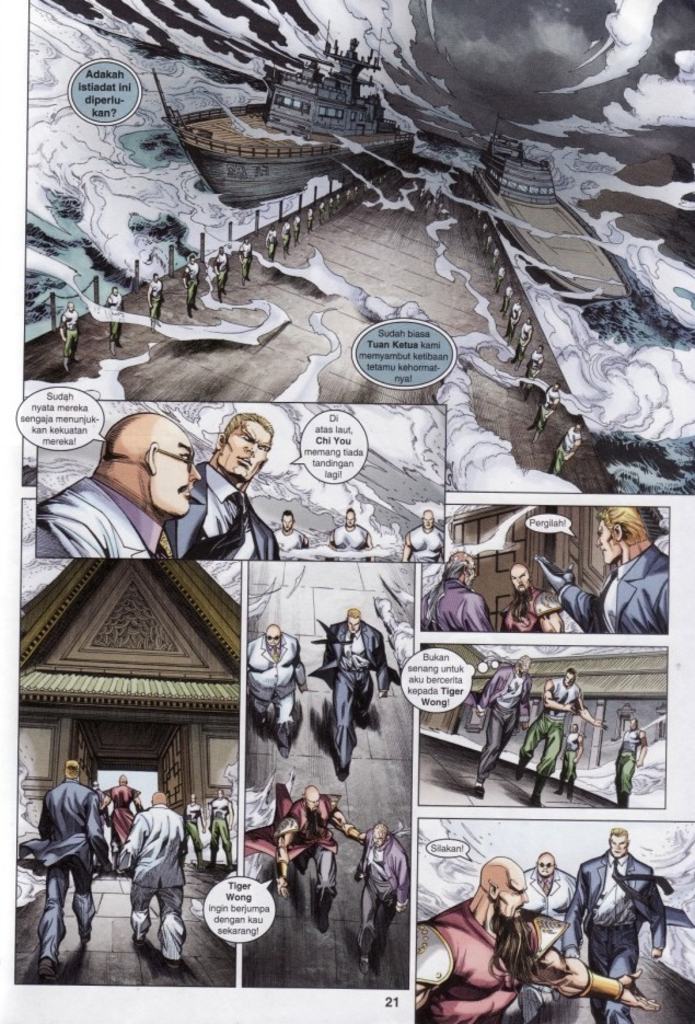 Adakah
istiadat ini
diperlu-
kan?
Sudah biasa
Tuan Ketua kami
menyambut ketibaan
tetamu kehormat-
nya!
Sudah
nyata mereka
sengaja menunjuk-
kan kekuatan
mereka!
Di
atas laut,
Chi You
memang tiada
tandingan
lagi!
Pergilah!
Bukan
senang untuk
aku bercerita
kepada Tiger
Wong!
Tiger
Wong
ingin berjumpa
dengan kau
sekarang!
Silakan!
21